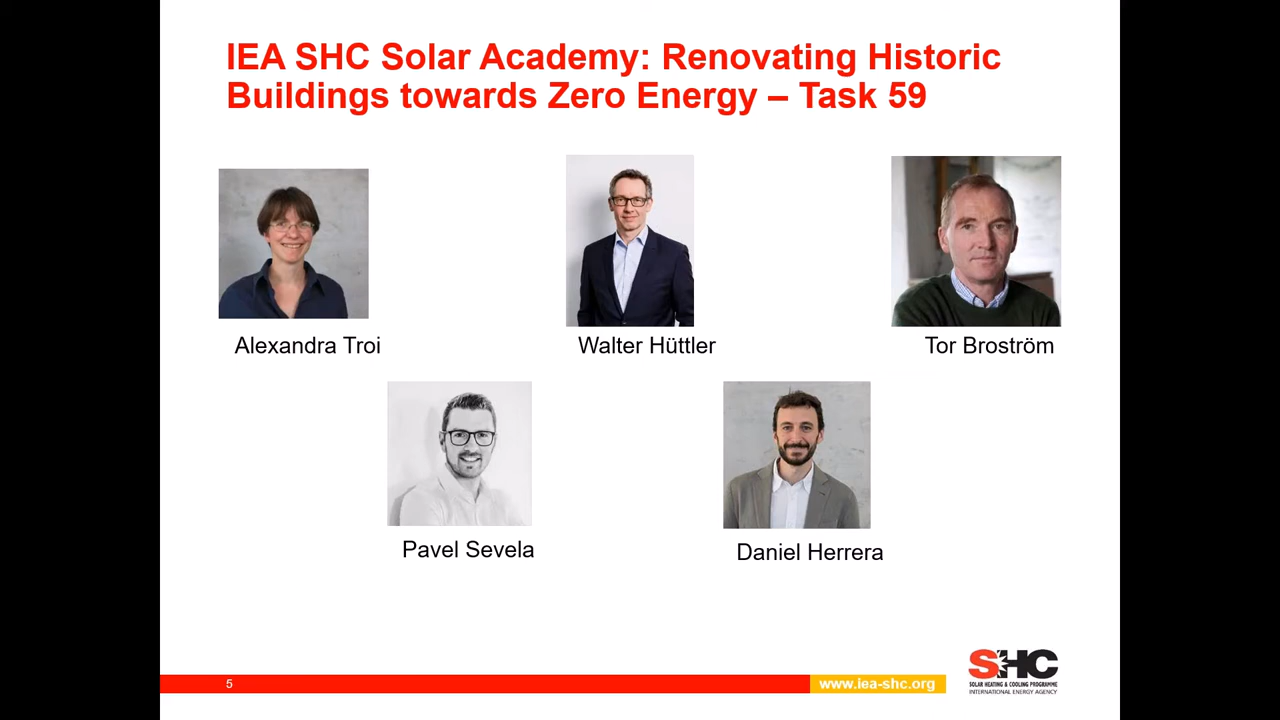 IEA SHC Solar Academy: Renovating Historic
Buildings towards Zero Energy – Task 59
Alexandra Troi
Walter Hüttler
Tor Broström
Pavel Sevela
Daniel Herrera
5
www.iea-shc.org
SHC
SOLAR HEATING & COOLING PROGRAMME
INTERNATIONAL ENERGY AGENCY